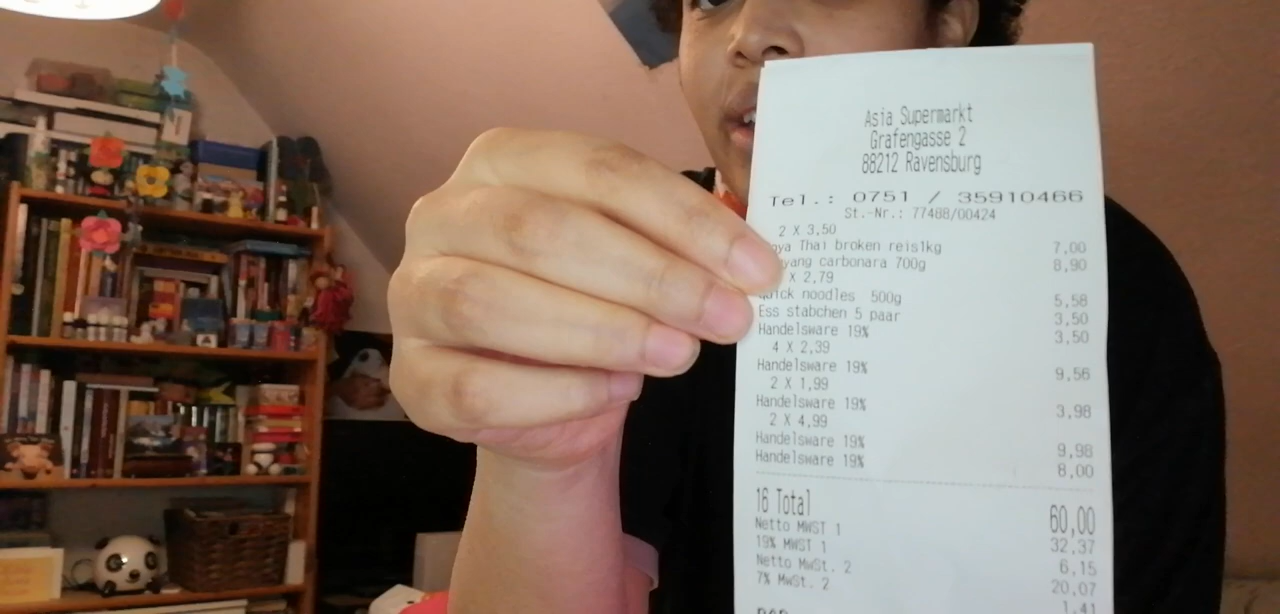 Asia Supermarkt
Grafengasse 2
88212 Ravensburg
Tel.: 0751 / 35910466
St.-Nr.: 77488/00424
2 X 3,50
Thai broken reis1kg 7,00
carbonara 700g 8,90
X 2,79
noodles 500g 5,58
Ess stabchen 5 paar 3,50
Handelsware 19% 3,50
4 X 2,39
Handelsware 19% 9,56
2 X 1,99
Handelsware 19% 3,98
2 X 4,99
Handelsware 19% 9,98
Handelsware 19% 8,00
16 Total 60,00
Netto MWST 1 32,37
19% MWST 1 6,15
Netto MwSt. 2 20,07
7% MwSt. 2 1,41